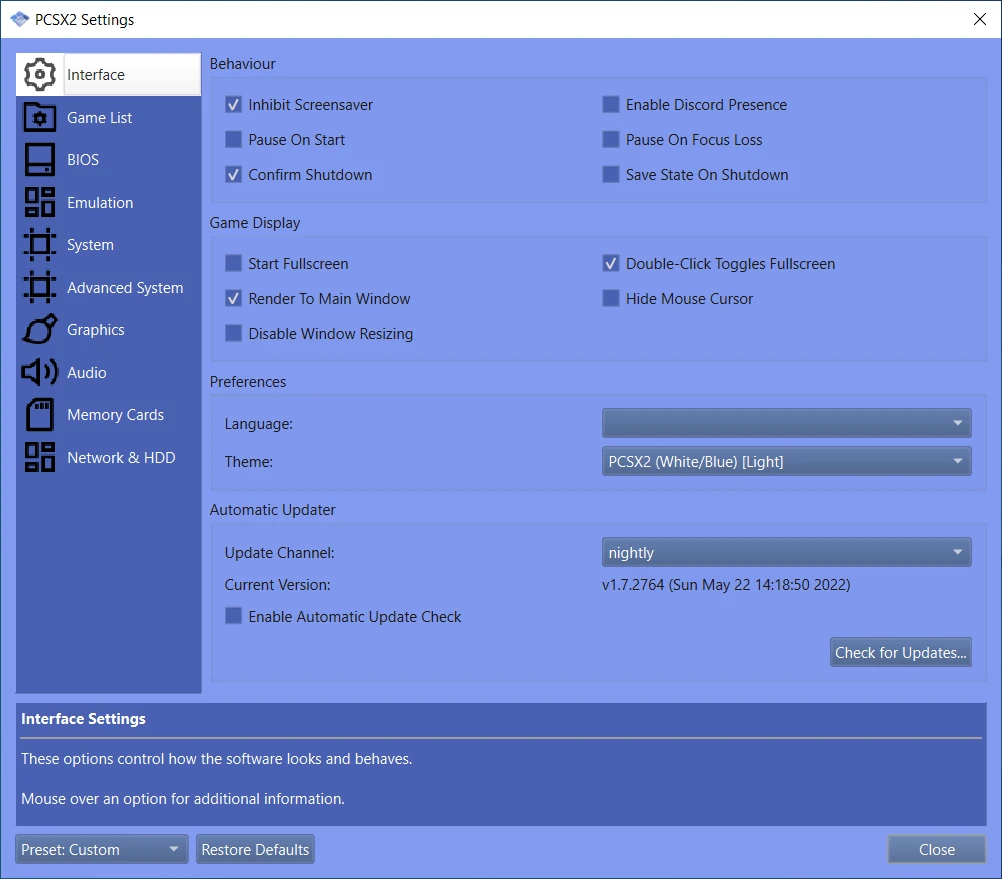 PCSX2 Settings
Interface
Game List
BIOS
Emulation
System
Advanced System
Graphics
Audio
Memory Cards
Network & HDD
Behaviour
Inhibit Screensaver
Enable Discord Presence
Pause On Start
Pause On Focus Loss
Confirm Shutdown
Save State On Shutdown
Game Display
Start Fullscreen
Double-Click Toggles Fullscreen
Render To Main Window
Hide Mouse Cursor
Disable Window Resizing
Preferences
Language:
Theme:
PCSX2 (White/Blue) [Light]
Automatic Updater
Update Channel:
nightly
Current Version:
v1.7.2764 (Sun May 22 14:18:50 2022)
Enable Automatic Update Check
Check for Updates...
Interface Settings
These options control how the software looks and behaves.
Mouse over an option for additional information.
Preset: Custom
Restore Defaults
Close